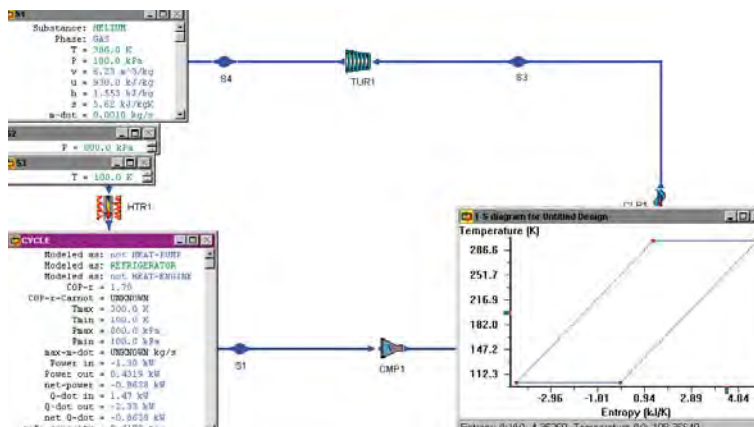 Substance: HELIUM
Phase: GAS
T = 300.0 K
P = 100.0 kPa
v = 6.23 m^3/kg
u = 930.0 kJ/kg
h = 1.553 kJ/kg
s = 5.62 kJ/kgK
m-dot = 0.0010 kg/s
S4
TUR1
S3
S2
P = 800.0 kPa
S3
T = 100.0 K
HTR1
CYCLE
Modeled as: not HEAT-PUMP
Modeled as: REFRIGERATOR
Modeled as: not HEAT-ENGINE
COP-r = 1.70
COP-r-Carnot = UNKNOWN
Tmax = 300.0 K
Tmin = 100.0 K
Pmax = 800.0 kPa
Pmin = 100.0 kPa
max-m-dot = UNKNOWN kg/s
Power in = -1.30 kW
Power out = 0.4319 kW
net-power = -0.8638 kW
Q-dot in = 1.47 kW
Q-dot out = -2.33 kW
net Q-dot = -0.8638 kW
S1
CMP1
T-S diagram for Untitled Design
Temperature [K]
286.6
251.7
216.9
182.0
147.2
112.3
-2.96
-1.01
0.94
2.89
4.84
Entropy [kJ/K]